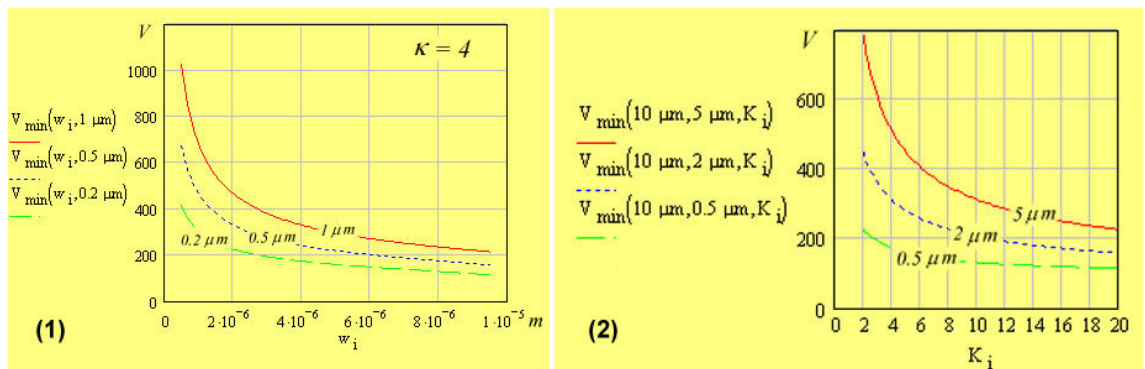 V
κ = 4
1000
800
600
400
200
0
V min(w i, 1 μm)
V min(w i, 0.5 μm)
V min(w i, 0.2 μm)
0.2 μm
0.5 μm
1 μm
0 2·10⁻⁶ 4·10⁻⁶ 6·10⁻⁶ 8·10⁻⁶ 1·10⁻⁵ m
w i
(1)
V
600
400
200
0
V min(10 μm, 5 μm, K i)
V min(10 μm, 2 μm, K i)
V min(10 μm, 0.5 μm, K i)
5 μm
2 μm
0.5 μm
0 2 4 6 8 10 12 14 16 18 20
K i
(2)